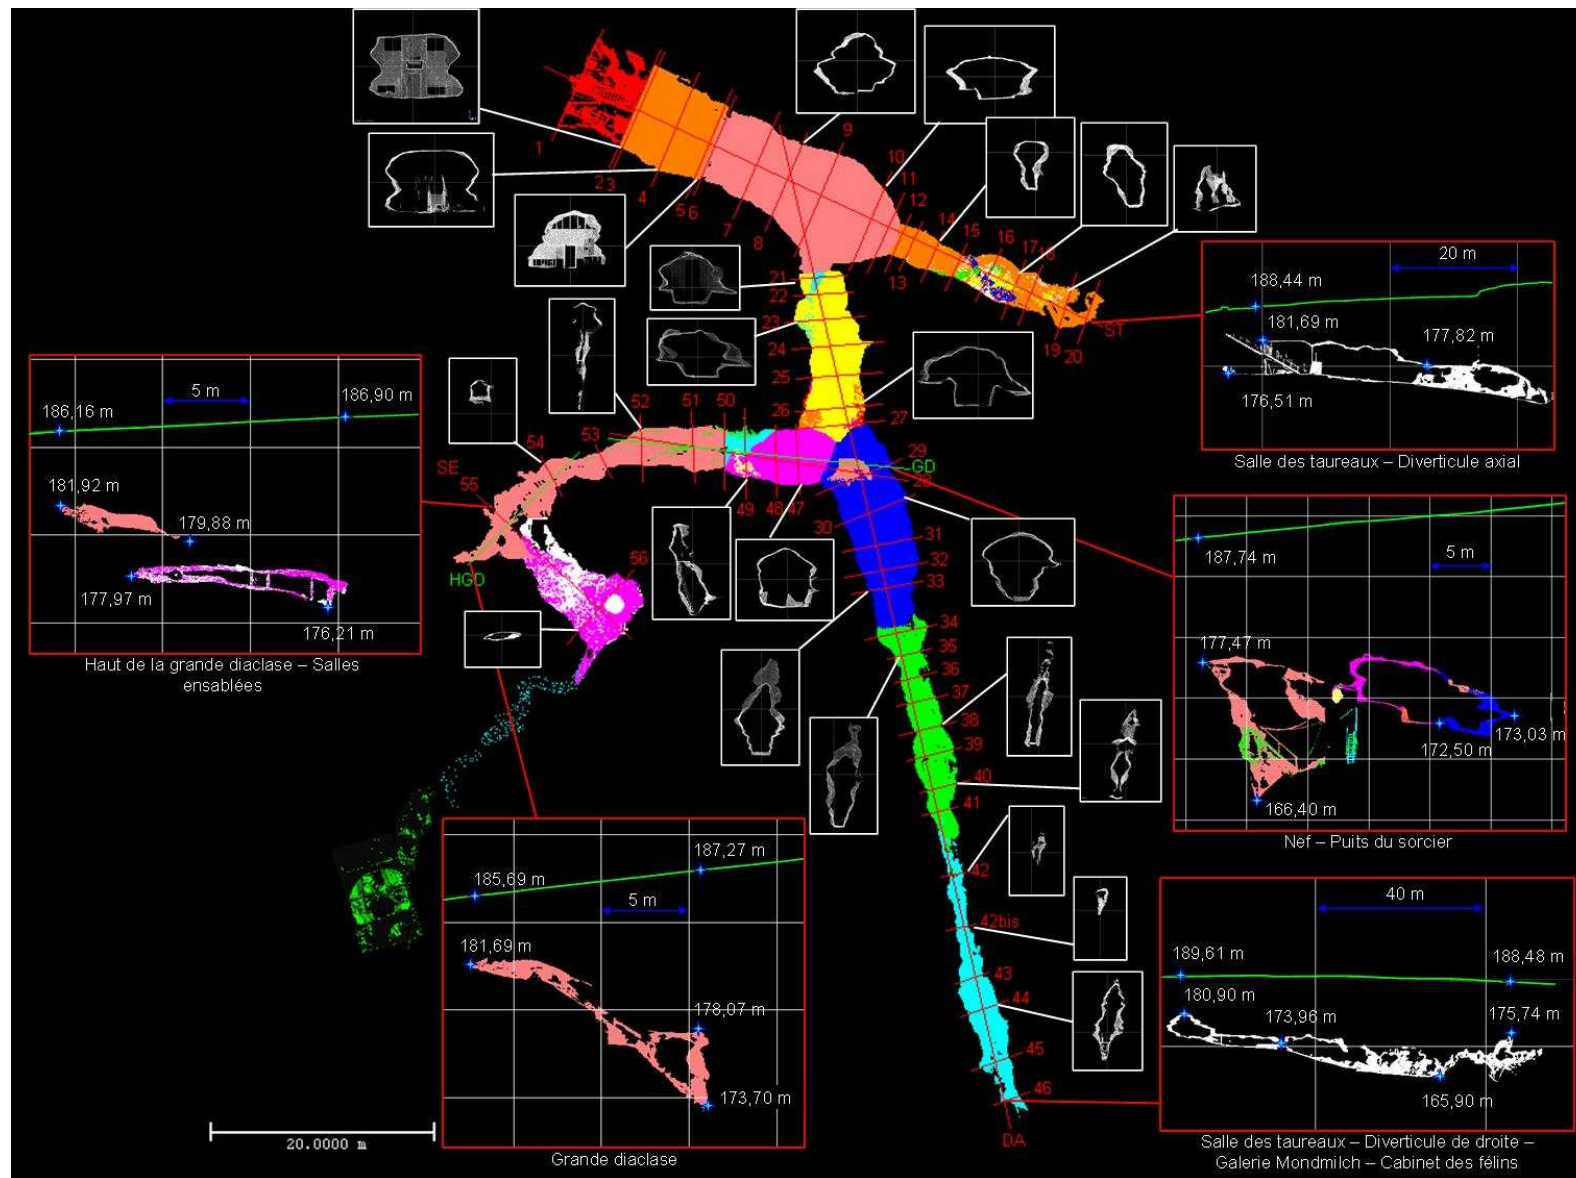 1
23
4
5 6
7
8
9
10
11
12
13
14
15
16
17
18
19
20
ST
21
22
23
24
25
26
27
29
GD
28
30
31
32
33
34
35
36
37
38
39
40
41
42
42bis
43
44
45
46
DA
47
48
49
50
51
52
53
54
SE
55
56
HGD
20 m
188,44 m
181,69 m
177,82 m
176,51 m
Salle des taureaux – Diverticule axial
5 m
186,90 m
186,16 m
181,92 m
179,88 m
177,97 m
176,21 m
Haut de la grande diaclase – Salles
ensablées
187,74 m
5 m
177,47 m
173,03 m
172,50 m
166,40 m
Nef – Puits du sorcier
187,27 m
185,69 m
5 m
181,69 m
178,07 m
173,70 m
Grande diaclase
40 m
189,61 m
188,48 m
180,90 m
173,96 m
175,74 m
165,90 m
Salle des taureaux – Diverticule de droite –
Galerie Mondmilch – Cabinet des félins
20.0000 m